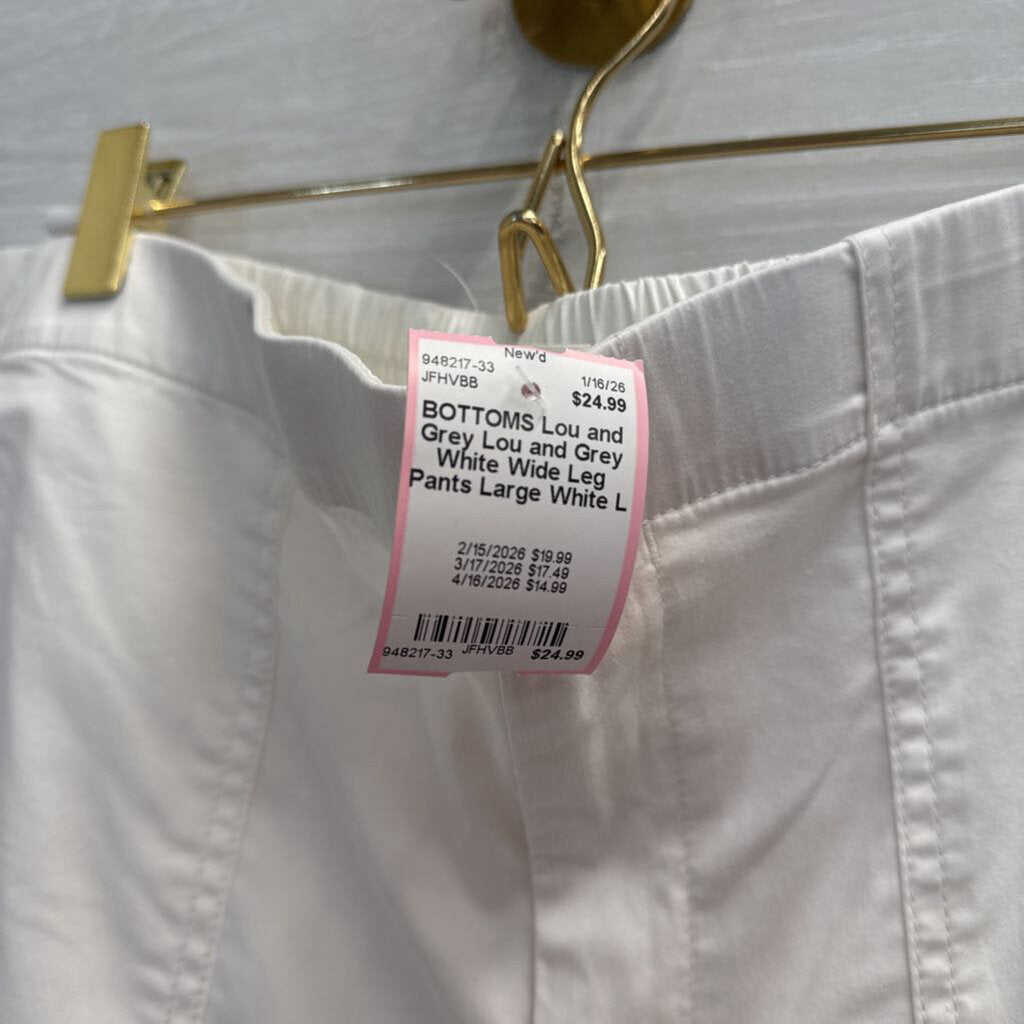 New'd
948217-33
JFHVBB
1/16/26
$24.99
BOTTOMS Lou and
Grey Lou and Grey
White Wide Leg
Pants Large White L
2/15/2026 $19.99
3/17/2026 $17.49
4/16/2026 $14.99
948217-33 JFHVBB $24.99